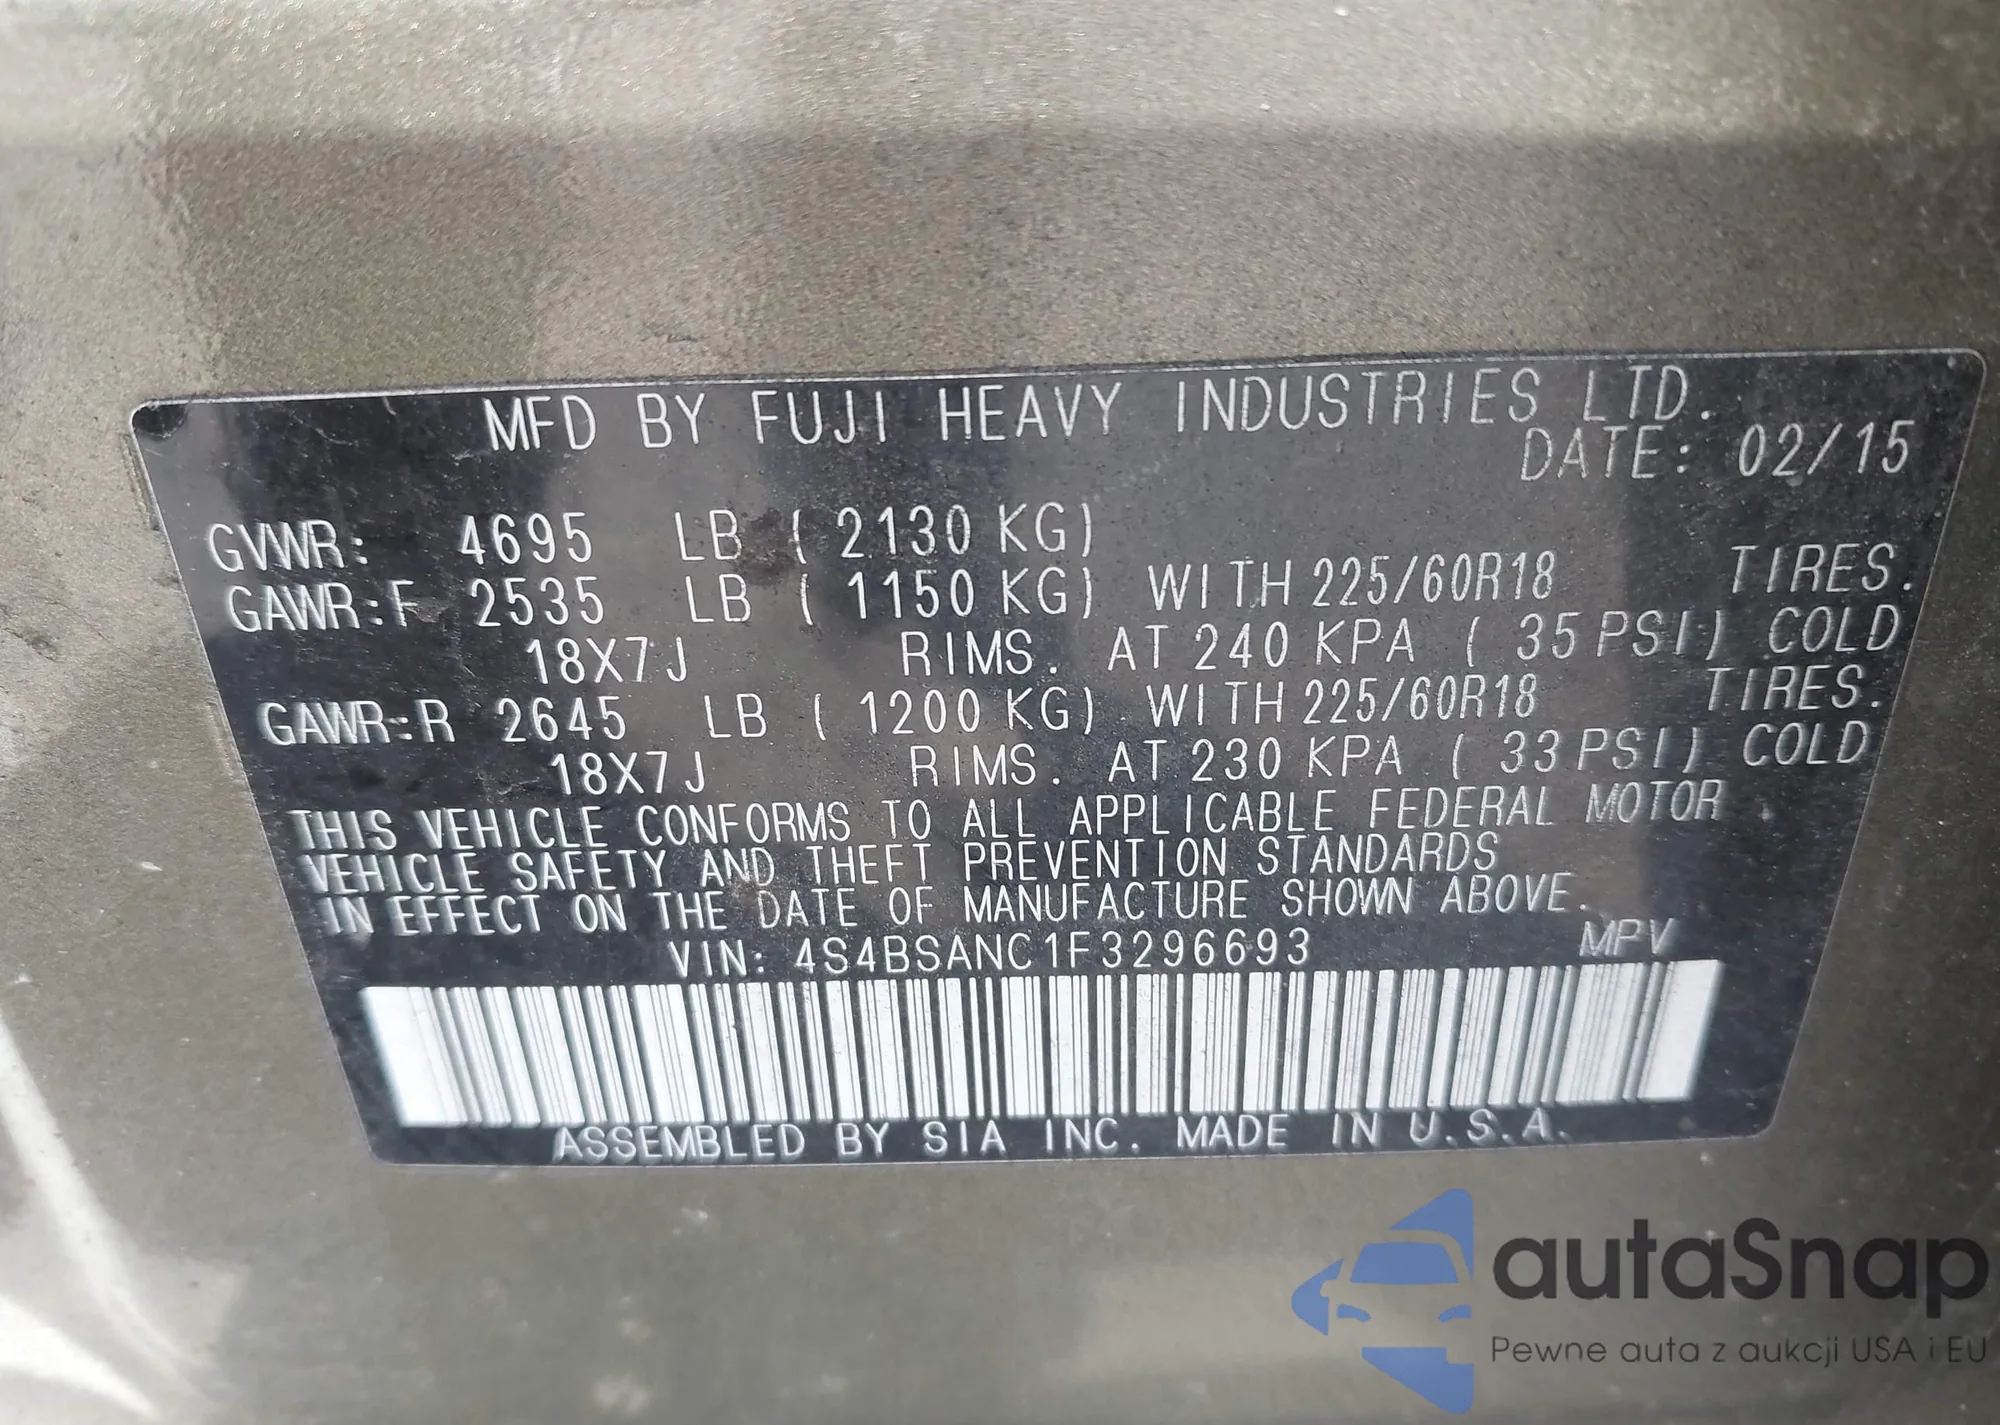 MFD BY FUJI HEAVY INDUSTRIES LTD.
DATE: 02/15
GVWR: 4695 LB ( 2130 KG)
GAWR:F 2535 LB ( 1150 KG) WITH 225/60R18 TIRES.
18X7J RIMS. AT 240 KPA ( 35 PSI) COLD
GAWR:R 2645 LB ( 1200 KG) WITH 225/60R18 TIRES.
18X7J RIMS. AT 230 KPA ( 33 PSI) COLD
THIS VEHICLE CONFORMS TO ALL APPLICABLE FEDERAL MOTOR
VEHICLE SAFETY AND THEFT PREVENTION STANDARDS
IN EFFECT ON THE DATE OF MANUFACTURE SHOWN ABOVE.
VIN: 4S4BSANC1F3296693 MPV
ASSEMBLED BY SIA INC. MADE IN U.S.A.
autaSnap
Pewne auta z aukcji USA i EU